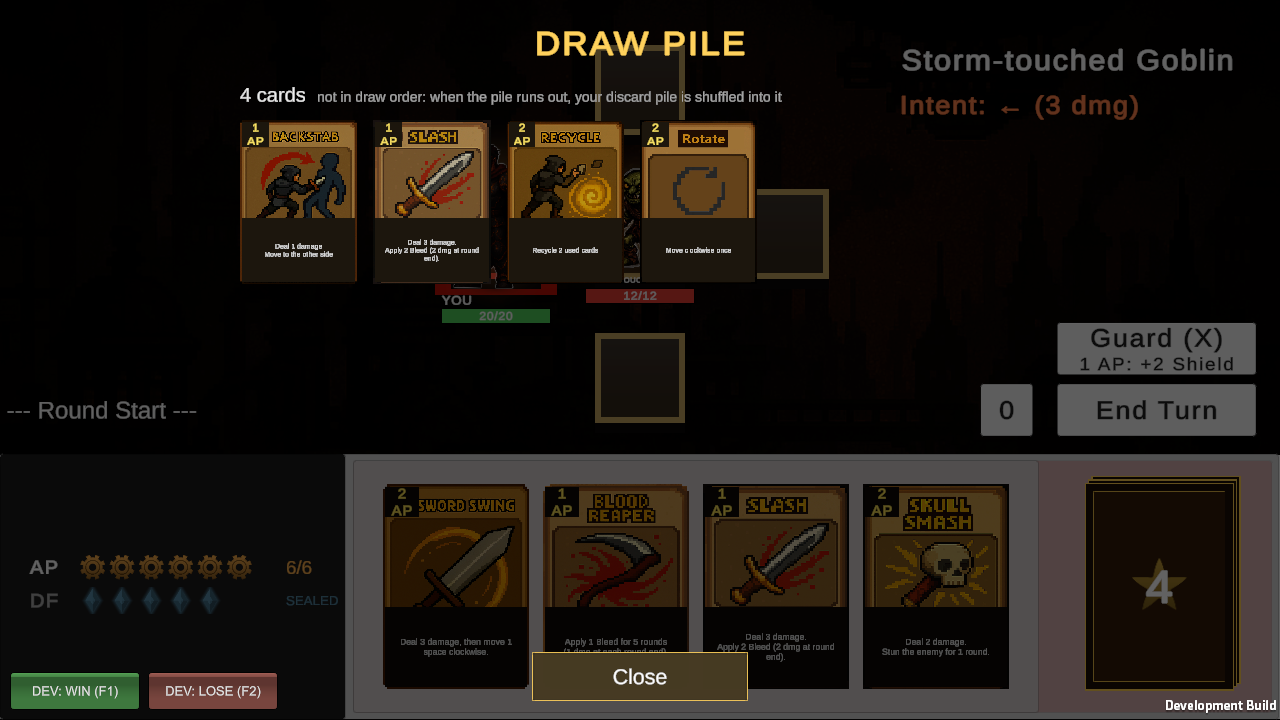 DRAW PILE
Storm-touched Goblin
4 cards not in draw order: when the pile runs out, your discard pile is shuffled into it
Intent: ← (3 dmg)
1 AP
BACKSTAB
Deal 1 damage
Move to the other side
1 AP
SLASH
Deal 3 damage.
Apply 2 Bleed (2 dmg at round
end).
2 AP
RECYCLE
Recycle 2 used cards
2 AP
Rotate
Move clockwise once
YOU
20/20
12/12
Guard (X)
1 AP: +2 Shield
--- Round Start ---
0
End Turn
AP
6/6
DF
SEALED
2 AP
SWORD SWING
Deal 3 damage, then move 1
space clockwise.
1 AP
BLOOD
REAPER
Apply 1 Bleed for 5 rounds
(1 dmg at each round end).
1 AP
SLASH
Deal 3 damage.
Apply 2 Bleed (2 dmg at round
end).
2 AP
SKULL
SMASH
Deal 2 damage.
Stun the enemy for 1 round.
4
Close
DEV: WIN (F1)
DEV: LOSE (F2)
Development Build